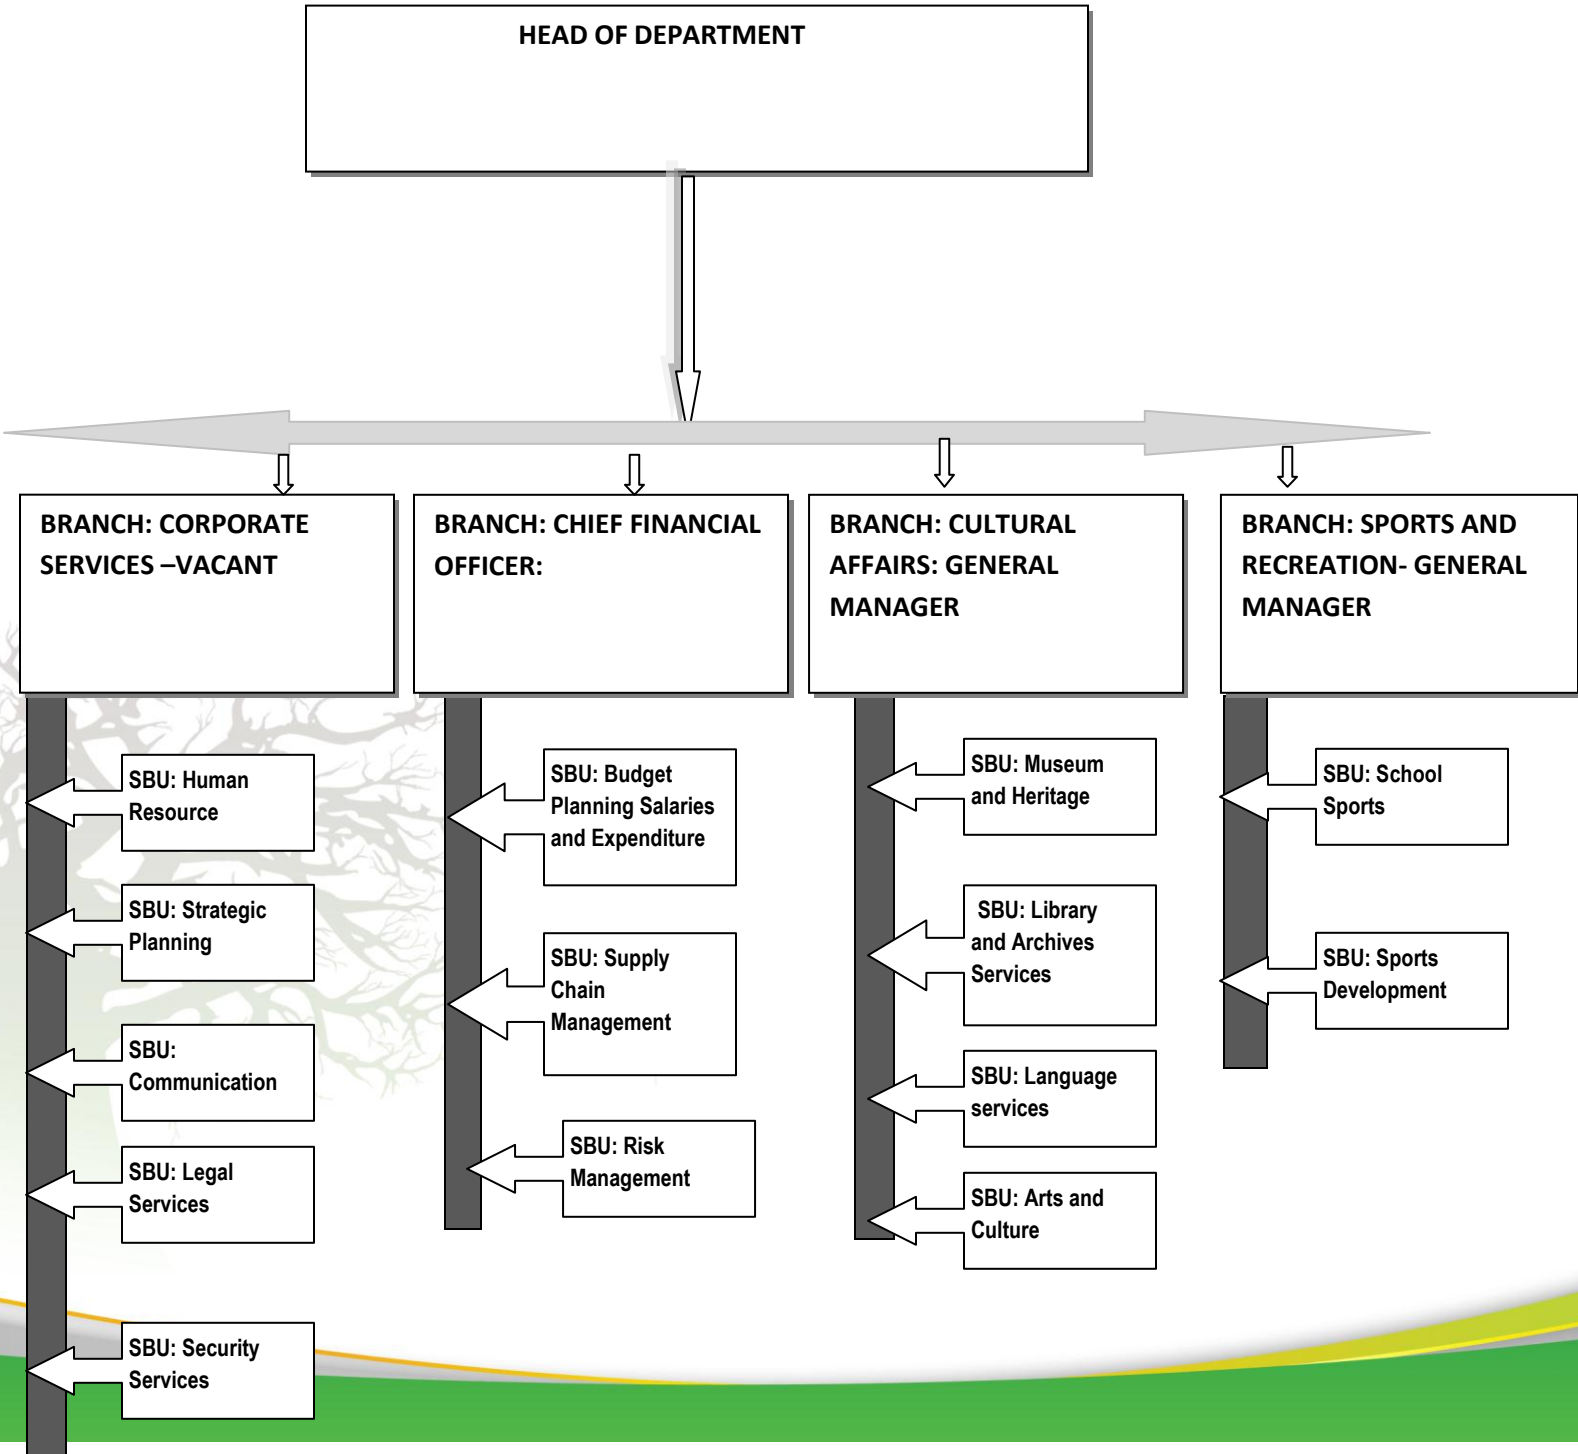 HEAD OF DEPARTMENT
BRANCH: CORPORATE
SERVICES –VACANT
BRANCH: CHIEF FINANCIAL
OFFICER:
BRANCH: CULTURAL
AFFAIRS: GENERAL
MANAGER
BRANCH: SPORTS AND
RECREATION- GENERAL
MANAGER
SBU: Human
Resource
SBU: Strategic
Planning
SBU:
Communication
SBU: Legal
Services
SBU: Security
Services
SBU: Budget
Planning Salaries
and Expenditure
SBU: Supply
Chain
Management
SBU: Risk
Management
SBU: Museum
and Heritage
SBU: Library
and Archives
Services
SBU: Language
services
SBU: Arts and
Culture
SBU: School
Sports
SBU: Sports
Development